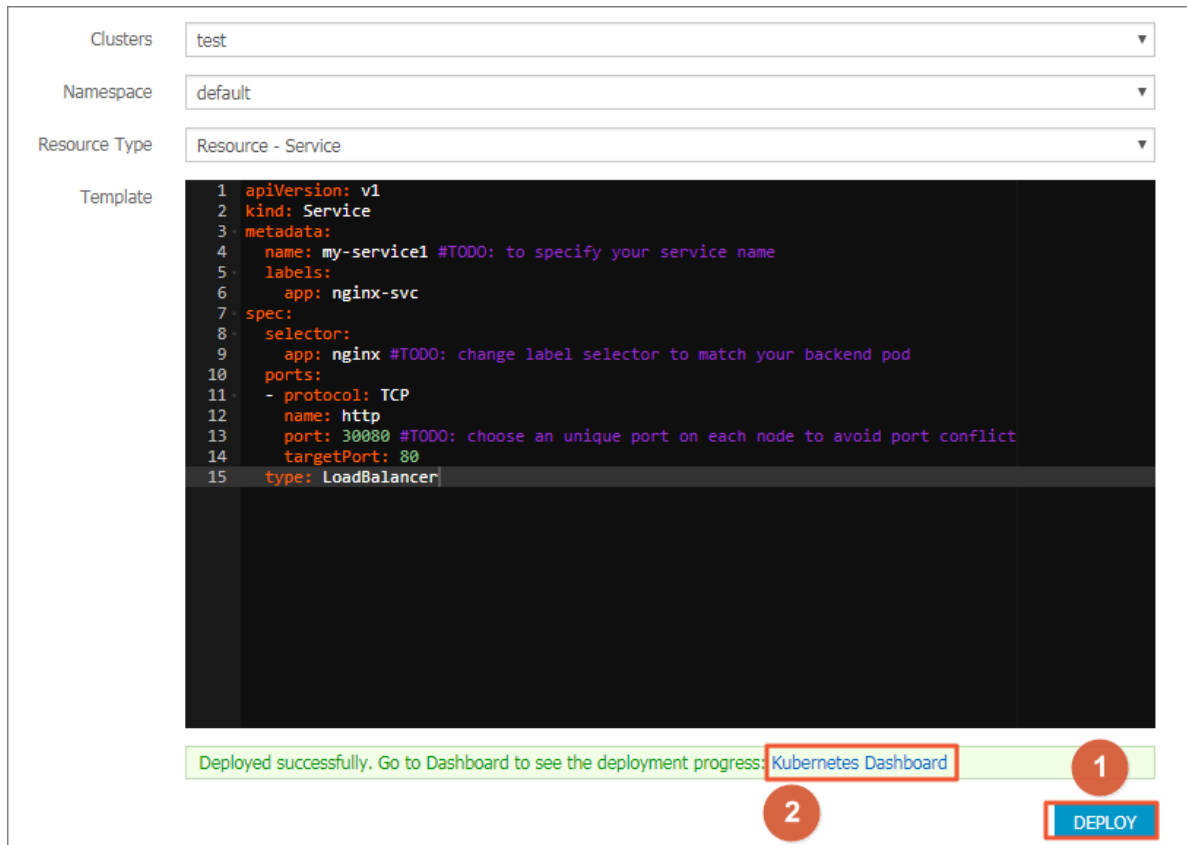 Clusters test
Namespace default
Resource Type Resource - Service
Template
1 apiVersion: v1
2 kind: Service
3 metadata:
4   name: my-service1 #TODO: to specify your service name
5   labels:
6     app: nginx-svc
7 spec:
8   selector:
9     app: nginx #TODO: change label selector to match your backend pod
10   ports:
11   - protocol: TCP
12     name: http
13     port: 30080 #TODO: choose an unique port on each node to avoid port conflict
14     targetPort: 80
15   type: LoadBalancer
Deployed successfully. Go to Dashboard to see the deployment progress: Kubernetes Dashboard
1
2
DEPLOY